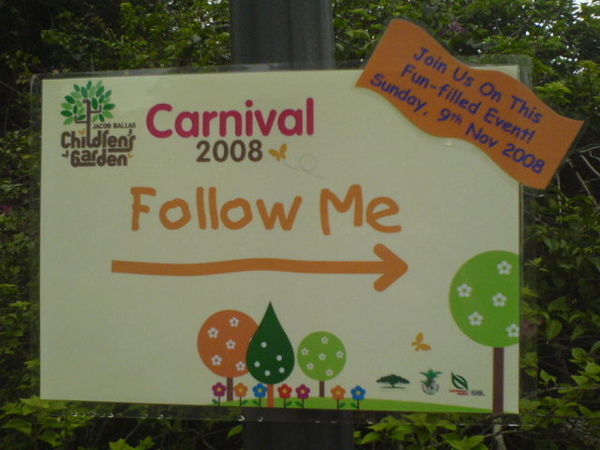 JACOB BALLAS
Children's
Garden
Carnival
2008
Join Us On This
Fun-filled Event!
Sunday, 9th Nov 2008
Follow Me